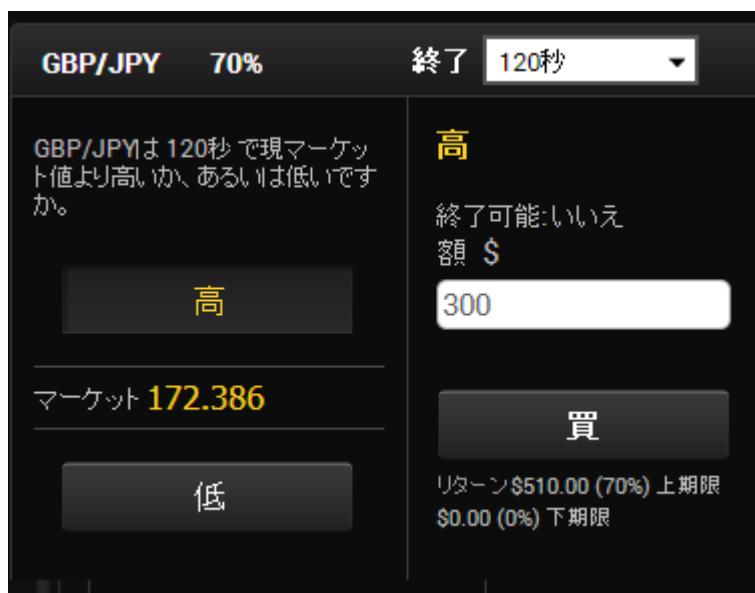 GBP/JPY 70%
終了 120秒
GBP/JPYは 120秒 で現マーケッ
ト値より高いか、あるいは低いです
か。
高
マーケット 172.386
低
高
終了可能:いいえ
額 $
300
買
リターン$510.00 (70%) 上期限
$0.00 (0%) 下期限